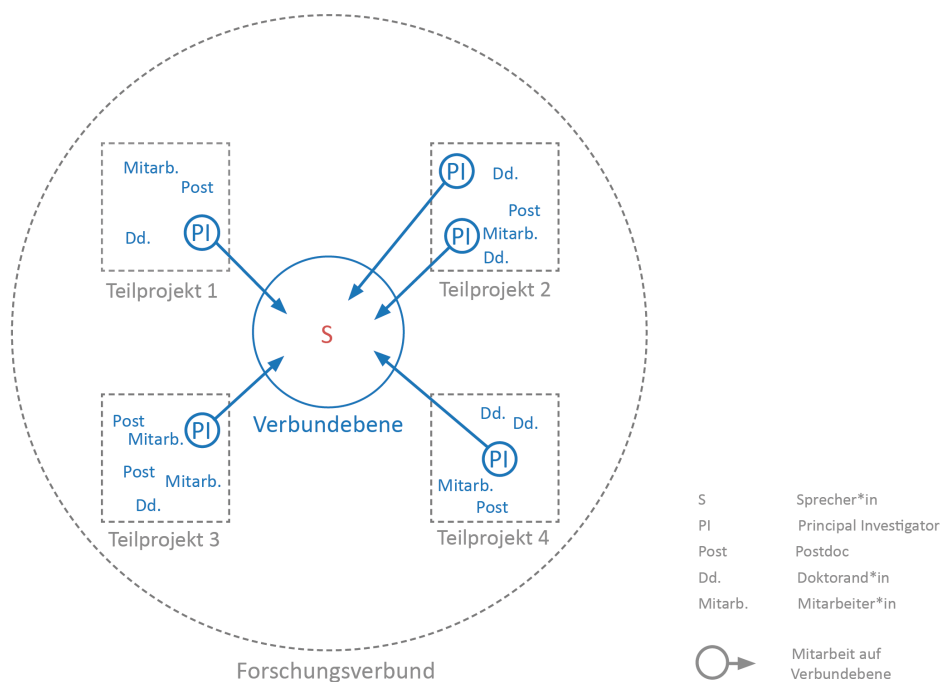 Mitarb.
Post
PI
Dd.
Teilprojekt 1
PI
Dd.
Post
PI
Mitarb.
Dd.
Teilprojekt 2
S
Verbundebene
Post
Mitarb.
PI
Post
Mitarb.
Dd.
Teilprojekt 3
Dd.
Dd.
PI
Mitarb.
Post
Teilprojekt 4
Forschungsverbund
S Sprecher*in
PI Principal Investigator
Post Postdoc
Dd. Doktorand*in
Mitarb. Mitarbeiter*in
Mitarbeit auf
Verbundebene